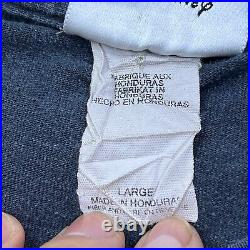 FABRIQUE AUX
HONDURAS
FABRIKAT IN
HONDURAS
HECHO EN HONDURAS
LARGE
MADE IN HONDURAS